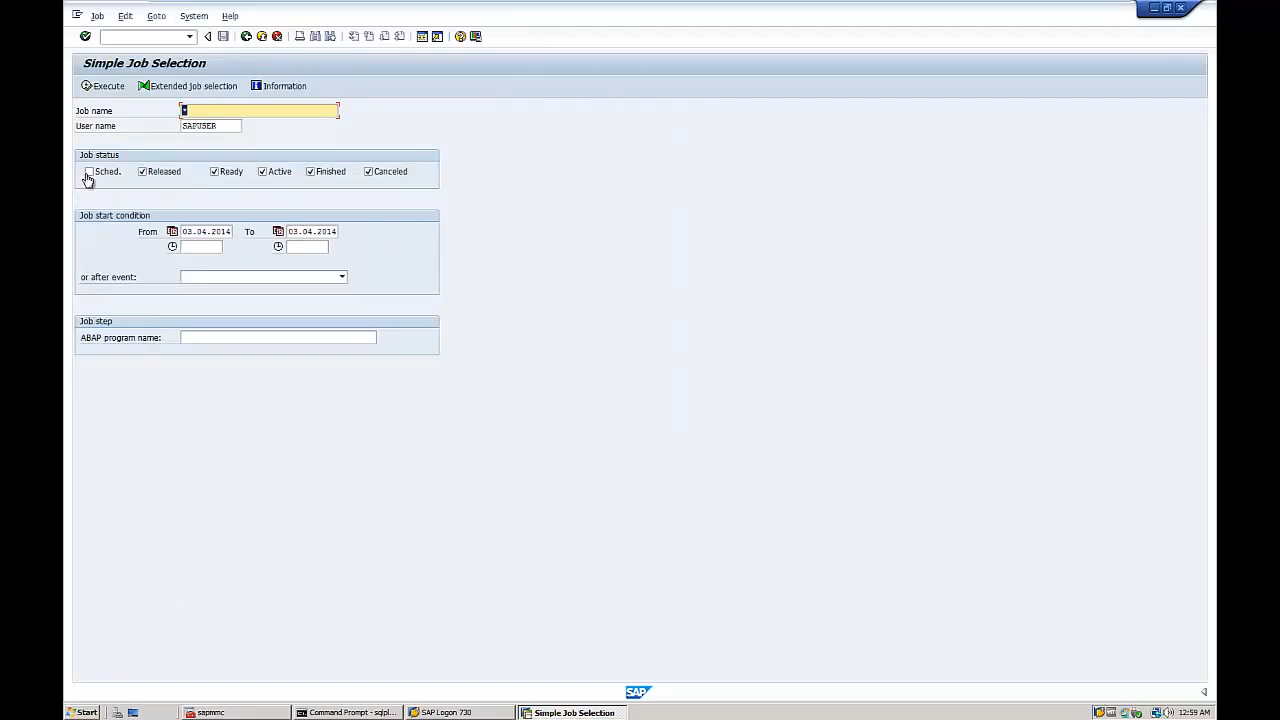 Job Edit Goto System Help
Simple Job Selection
Execute Extended job selection Information
Job name *
User name SAPUSER
Job status
Sched. Released Ready Active Finished Canceled
Job start condition
From 03.04.2014 To 03.04.2014
or after event:
Job step
ABAP program name:
SAP
Start sapmmc Command Prompt - sqlpl... SAP Logon 730 Simple Job Selection 12:59 AM